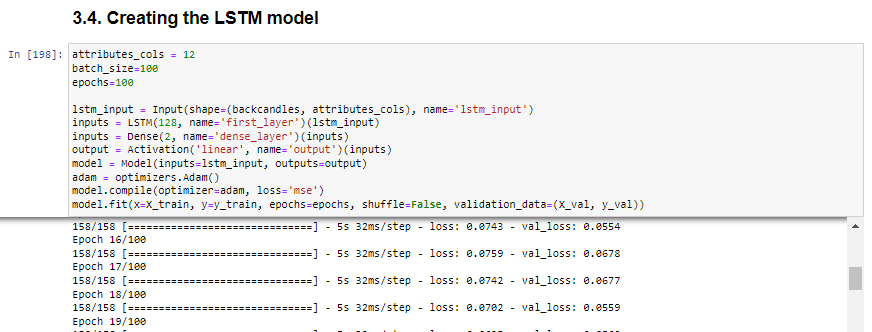 3.4. Creating the LSTM model
In [198]: attributes_cols = 12
batch_size=100
epochs=100
lstm_input = Input(shape=(backcandles, attributes_cols), name='lstm_input')
inputs = LSTM(128, name='first_layer')(lstm_input)
inputs = Dense(2, name='dense_layer')(inputs)
output = Activation('linear', name='output')(inputs)
model = Model(inputs=lstm_input, outputs=output)
adam = optimizers.Adam()
model.compile(optimizer=adam, loss='mse')
model.fit(x=X_train, y=y_train, epochs=epochs, shuffle=False, validation_data=(X_val, y_val))
158/158 [==============================] - 5s 32ms/step - loss: 0.0743 - val_loss: 0.0554
Epoch 16/100
158/158 [==============================] - 5s 32ms/step - loss: 0.0759 - val_loss: 0.0678
Epoch 17/100
158/158 [==============================] - 5s 32ms/step - loss: 0.0742 - val_loss: 0.0677
Epoch 18/100
158/158 [==============================] - 5s 32ms/step - loss: 0.0702 - val_loss: 0.0559
Epoch 19/100